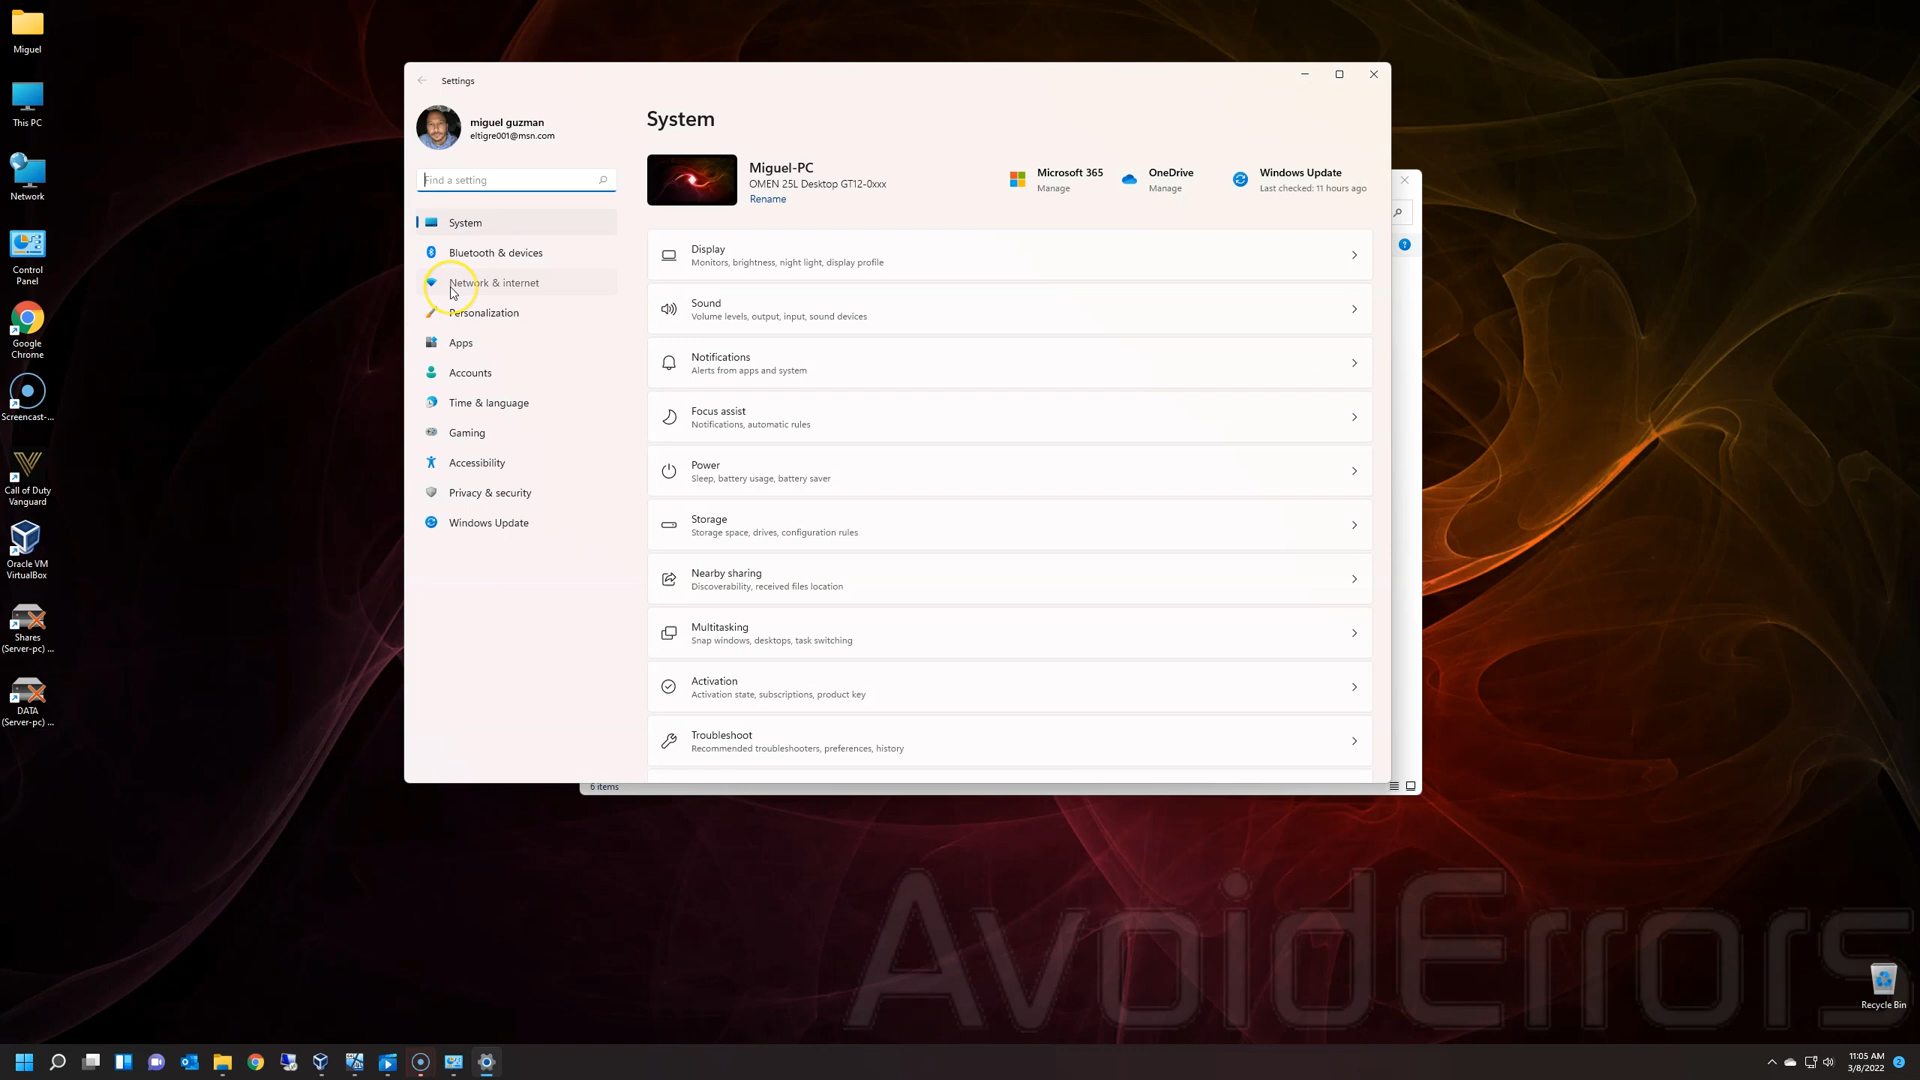 Miguel
This PC
Network
Control
Panel
Google
Chrome
Screencast-...
Call of Duty
Vanguard
Oracle VM
VirtualBox
Shares
(Server-pc) ...
DATA
(Server-pc) ...
Settings
miguel guzman
eltigre001@msn.com
Find a setting
System
Bluetooth & devices
Network & internet
Personalization
Apps
Accounts
Time & language
Gaming
Accessibility
Privacy & security
Windows Update
System
Miguel-PC
OMEN 25L Desktop GT12-0xxx
Rename
Microsoft 365
Manage
OneDrive
Manage
Windows Update
Last checked: 11 hours ago
Display
Monitors, brightness, night light, display profile
Sound
Volume levels, output, input, sound devices
Notifications
Alerts from apps and system
Focus assist
Notifications, automatic rules
Power
Sleep, battery usage, battery saver
Storage
Storage space, drives, configuration rules
Nearby sharing
Discoverability, received files location
Multitasking
Snap windows, desktops, task switching
Activation
Activation state, subscriptions, product key
Troubleshoot
Recommended troubleshooters, preferences, history
6 items
AvoidErrors
Recycle Bin
11:05 AM
3/8/2022
2